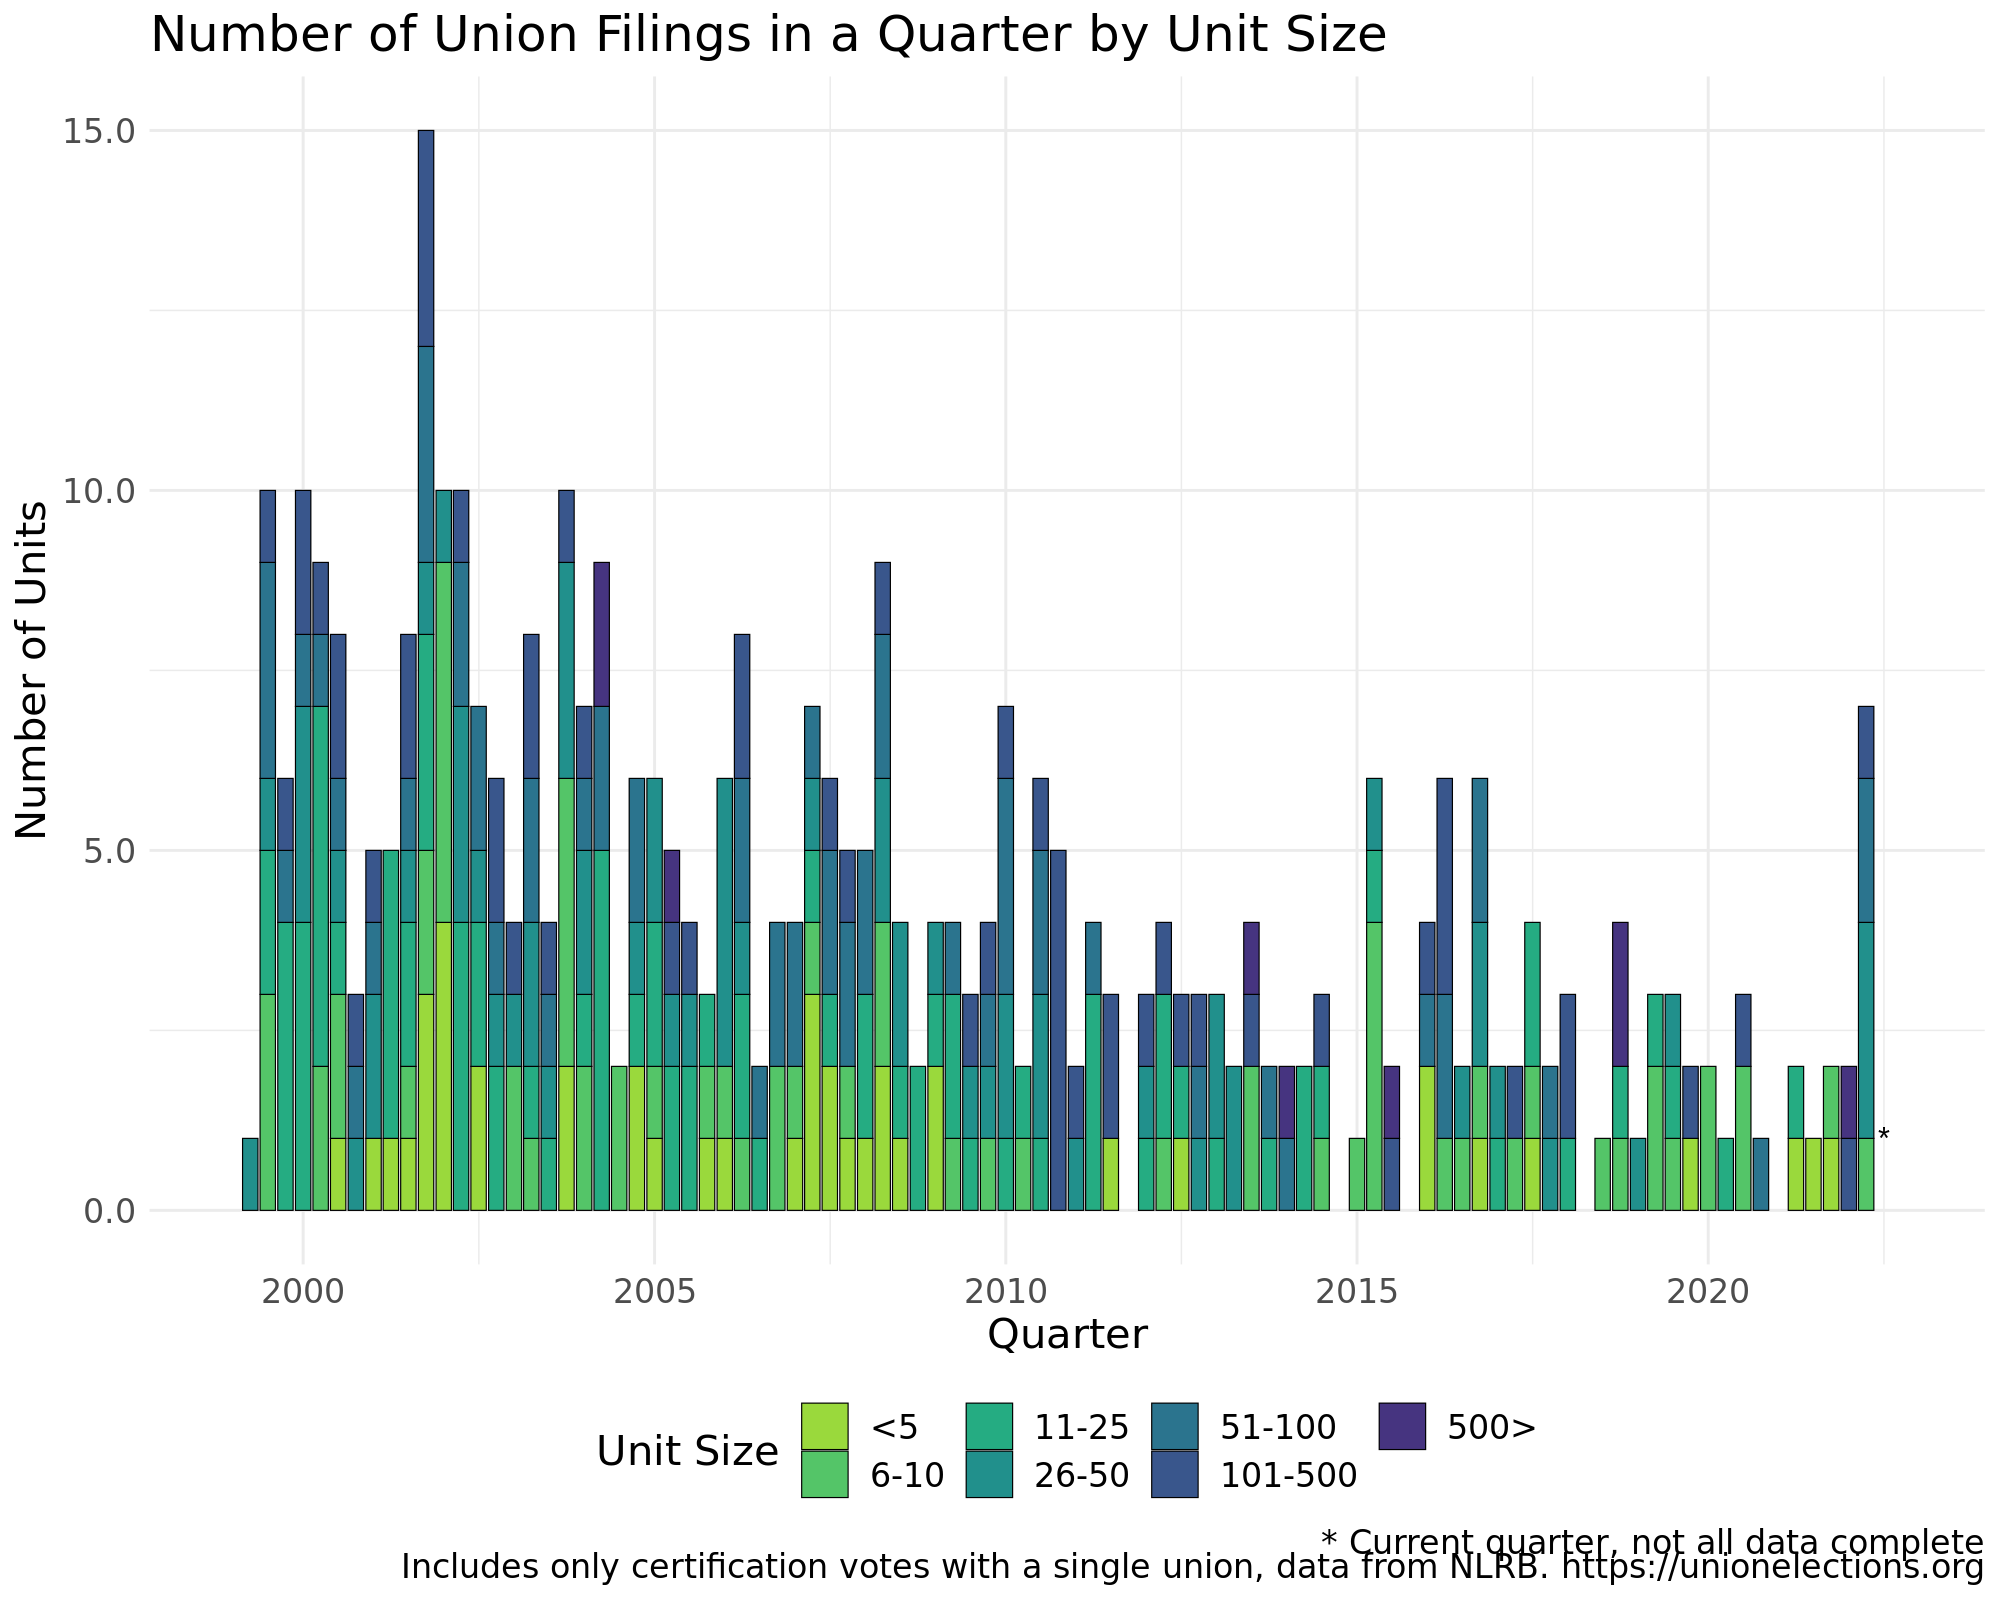 Number of Union Filings in a Quarter by Unit Size
15.0
10.0
5.0
0.0
Number of Units
*
2000 2005 2010 2015 2020
Quarter
Unit Size
<5 11-25 51-100 500>
6-10 26-50 101-500
* Current quarter, not all data complete
Includes only certification votes with a single union, data from NLRB. https://unionelections.org